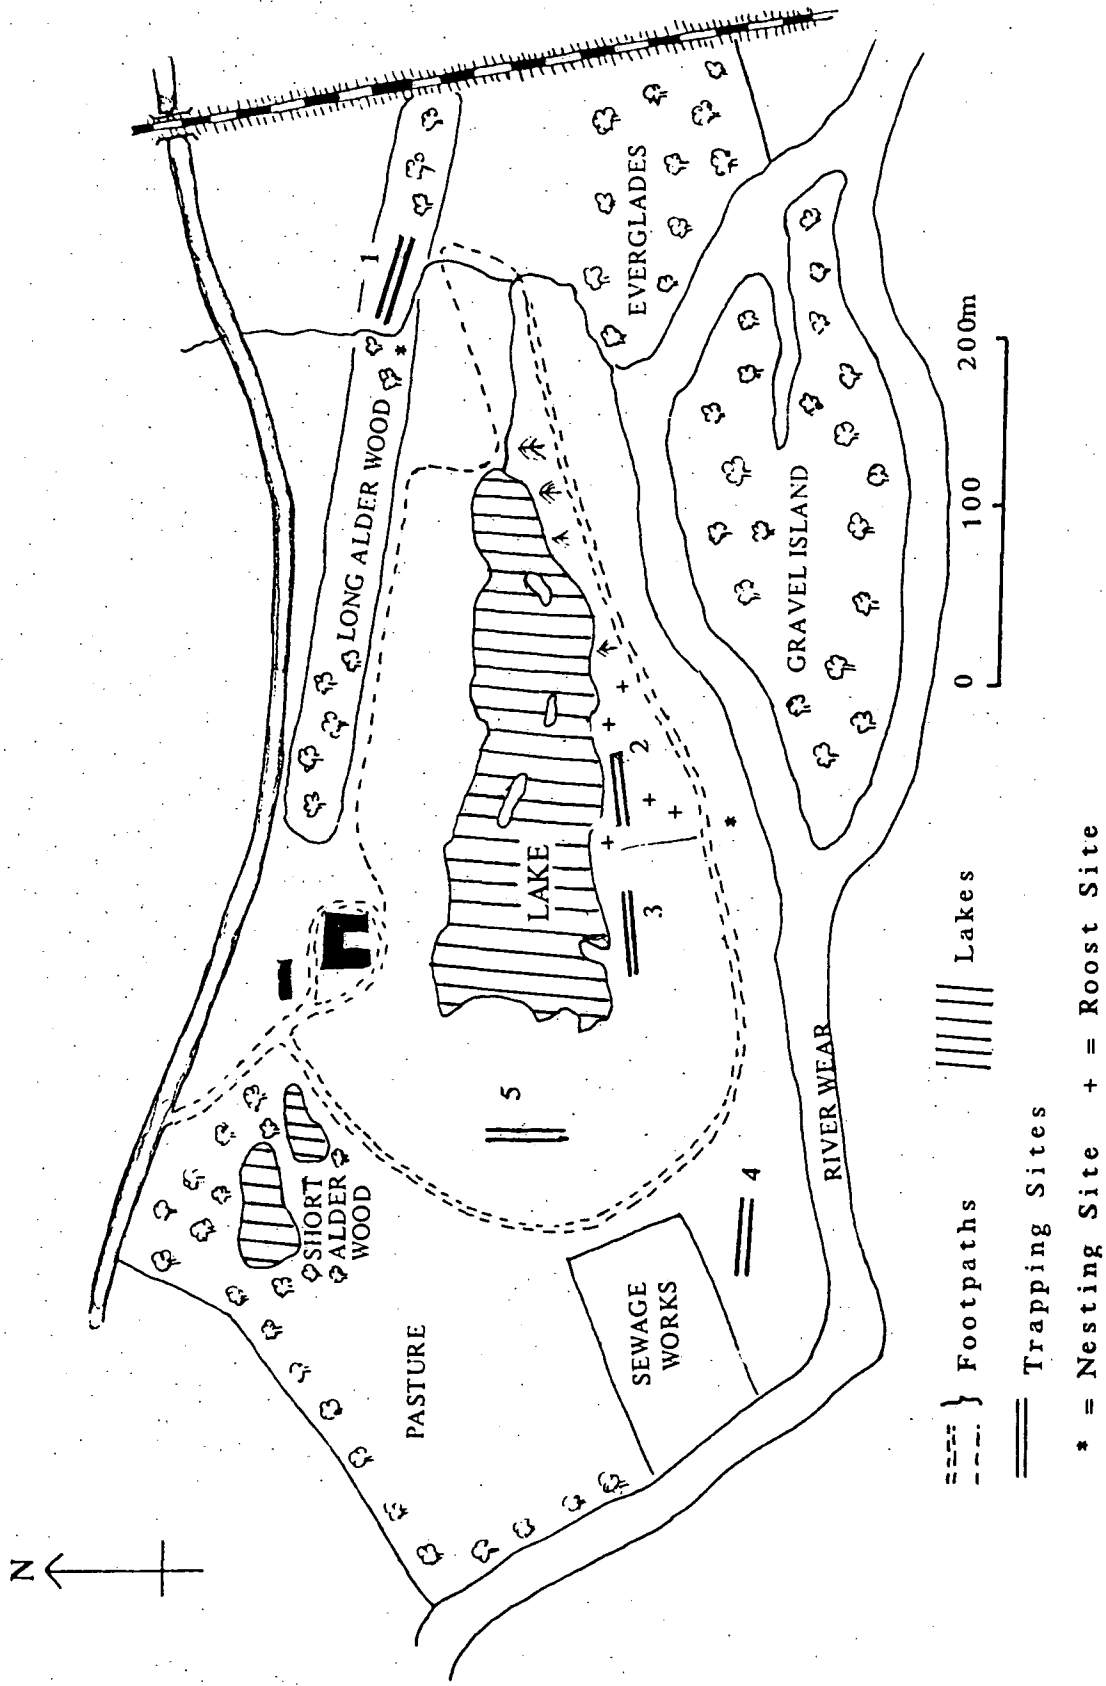 N
1
LONG ALDER WOOD
EVERGLADES
SHORT
ALDER
WOOD
LAKE
5
2
3
PASTURE
4
SEWAGE
WORKS
GRAVEL ISLAND
RIVER WEAR
0 100 200m
Footpaths
Lakes
Trapping Sites
* = Nesting Site + = Roost Site